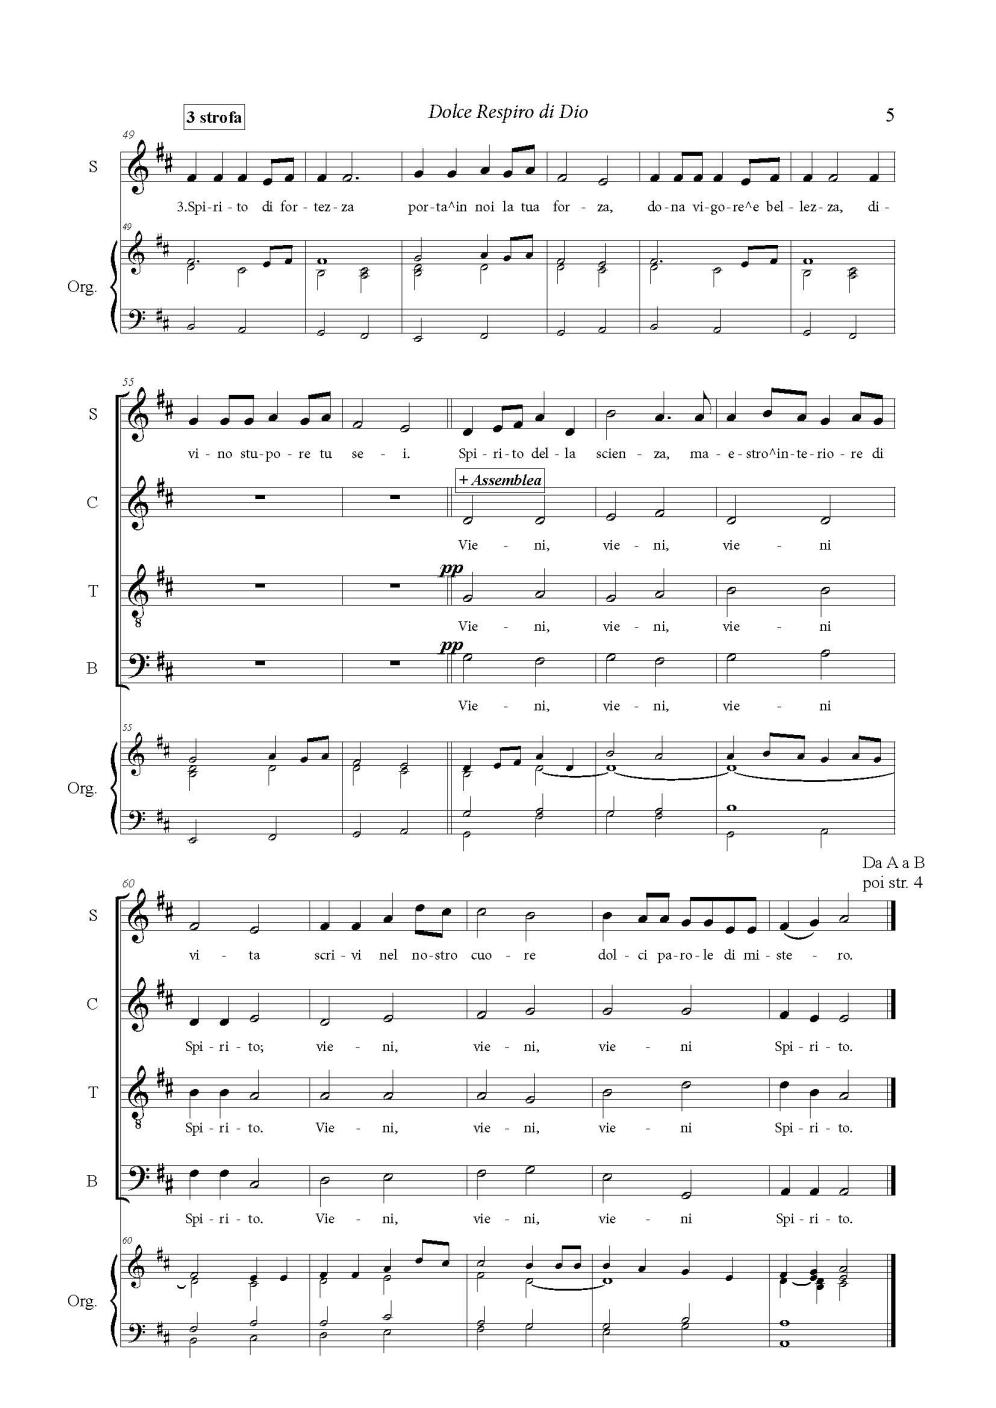 3 strofa
Dolce Respiro di Dio
5
49
S
3.Spi - ri - to di for - tez - za por - ta^in noi la tua for - za, do - na vi - go - re^e bel - lez - za, di -
49
Org.
55
S
vi - no stu - po - re tu se - i. Spi - ri - to del - la scien - za, ma - e - stro^in - te - rio - re di
+ Assemblea
C
Vie - ni, vie - ni, vie - ni
pp
T
Vie - ni, vie - ni, vie - ni
pp
B
Vie - ni, vie - ni, vie - ni
55
Org.
Da A a B
poi str. 4
60
S
vi - ta scri - vi nel no - stro cuo - re dol - ci pa - ro - le di mi - ste - ro.
C
Spi - ri - to; vie - ni, vie - ni, vie - ni Spi - ri - to.
T
Spi - ri - to. Vie - ni, vie - ni, vie - ni Spi - ri - to.
B
Spi - ri - to. Vie - ni, vie - ni, vie - ni Spi - ri - to.
60
Org.